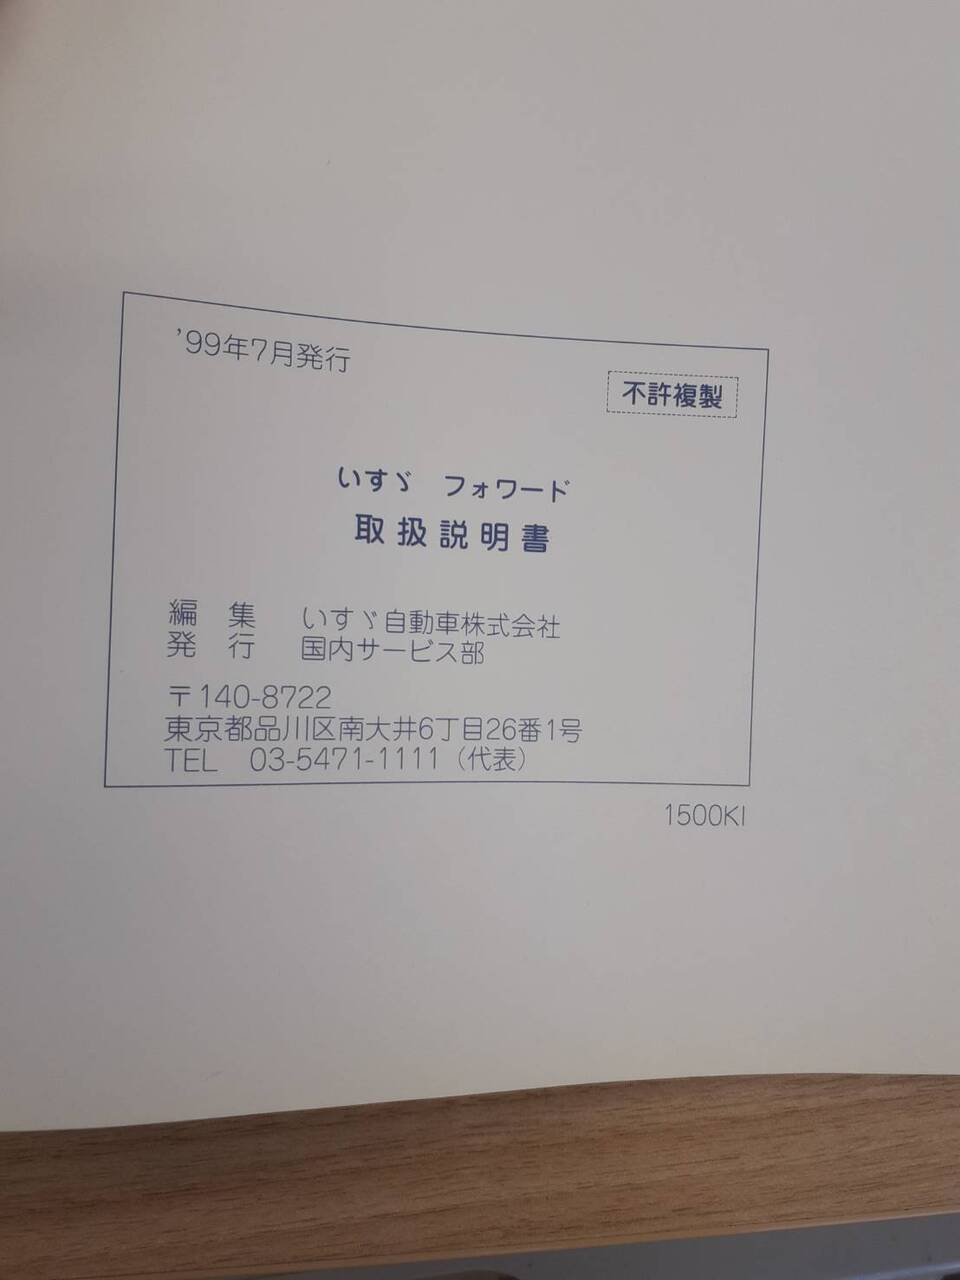 ’99年7月発行
不許複製
いすゞ フォワード
取扱説明書
編 集 いすゞ自動車株式会社
発 行 国内サービス部
〒140-8722
東京都品川区南大井6丁目26番1号
TEL 03-5471-1111（代表）
1500KI